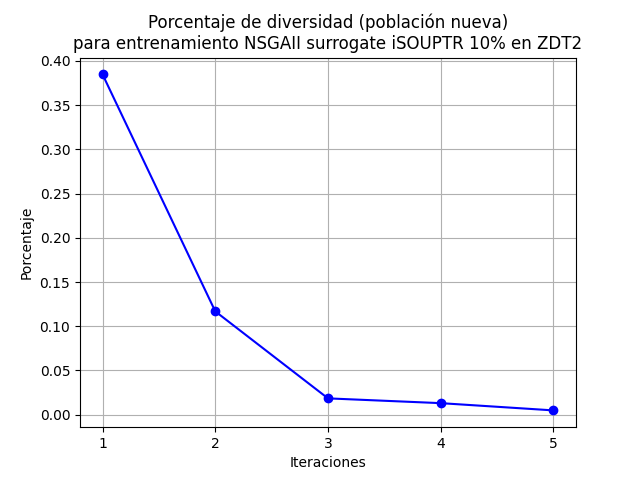 Porcentaje de diversidad (población nueva)
para entrenamiento NSGAII surrogate iSOUPTR 10% en ZDT2
0.40
0.35
0.30
0.25
0.20
0.15
0.10
0.05
0.00
Porcentaje
1 2 3 4 5
Iteraciones